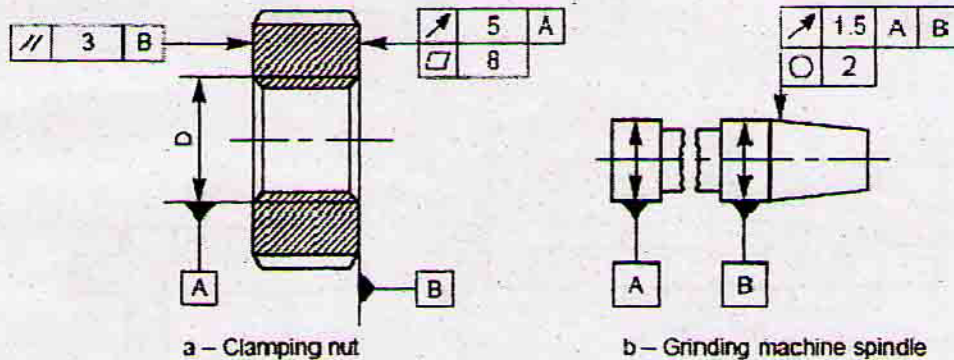 // 3 B
5 A
8
D
A
B
a – Clamping nut
1.5 A B
2
A
B
b – Grinding machine spindle